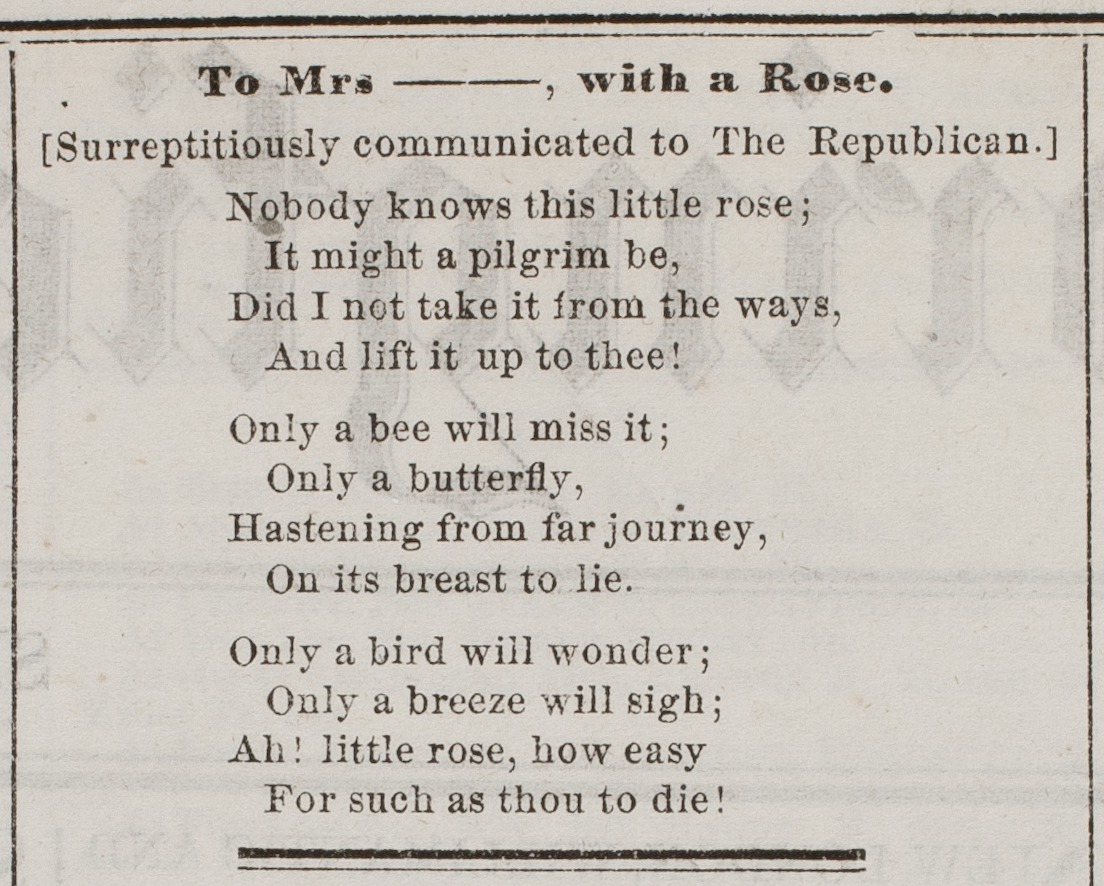 To Mrs ———, with a Rose.
[Surreptitiously communicated to The Republican.]
Nobody knows this little rose;
It might a pilgrim be,
Did I not take it from the ways,
And lift it up to thee!
Only a bee will miss it;
Only a butterfly,
Hastening from far journey,
On its breast to lie.
Only a bird will wonder;
Only a breeze will sigh;
Ah! little rose, how easy
For such as thou to die!